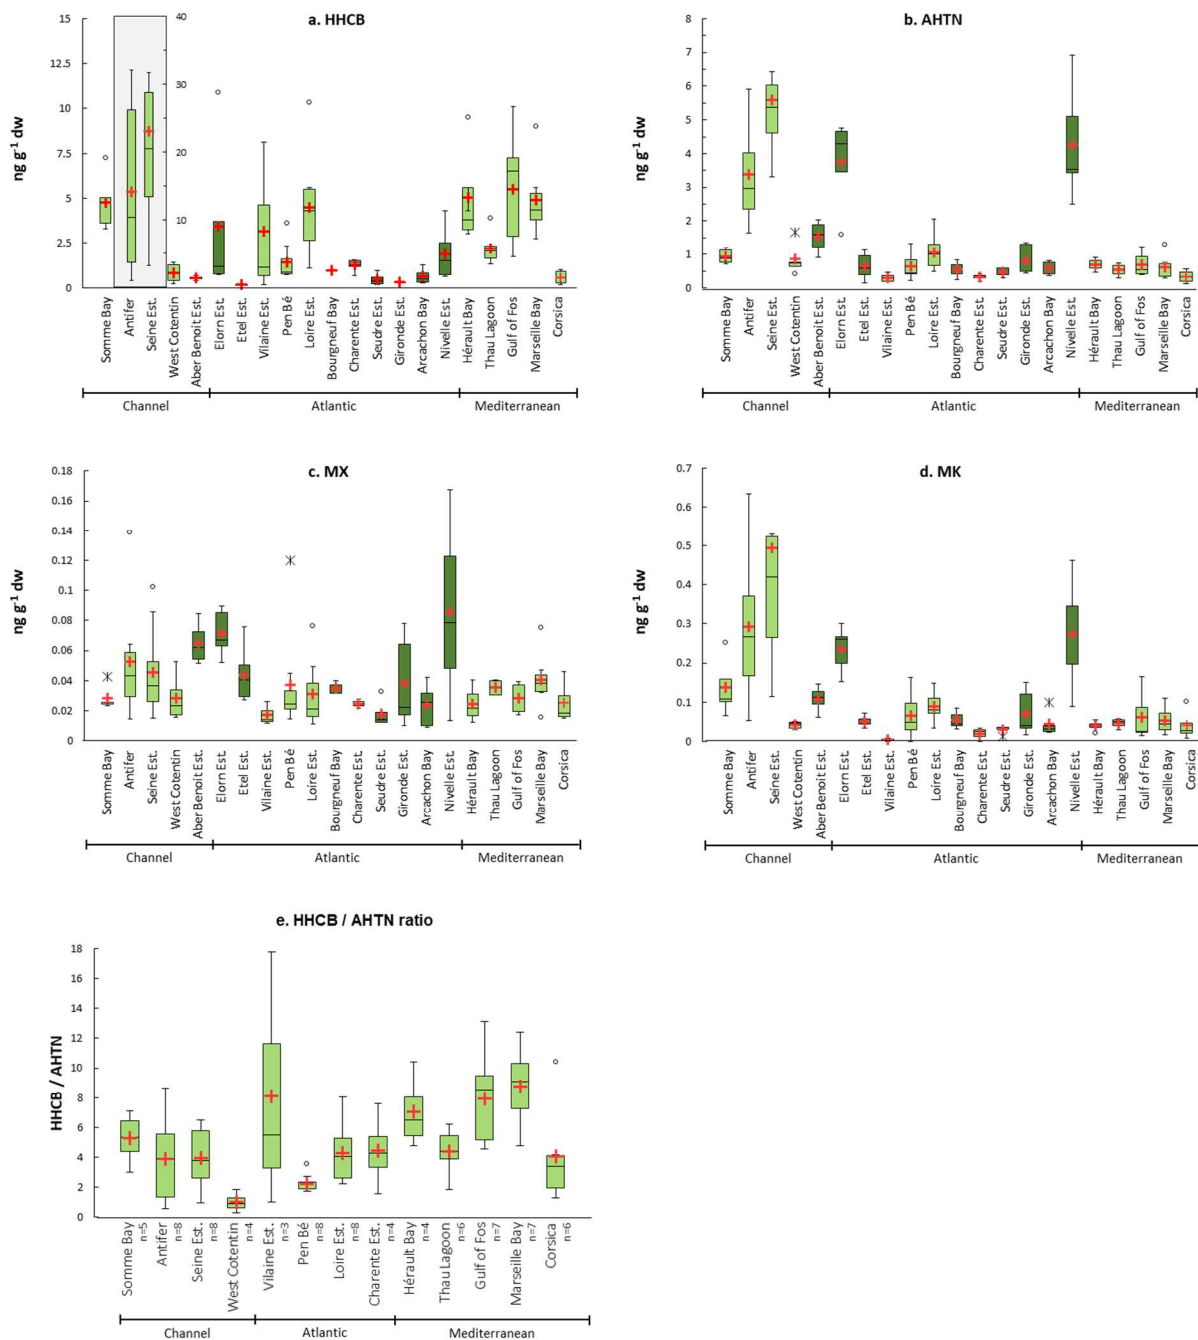 a. HHCB
ng g-1 dw
15
12.5
10
7.5
5
2.5
0
40
30
20
10
Somme Bay
Antifer
Seine Est.
West Cotentin
Aber Benoit Est.
Elorn Est.
Etel Est.
Vilaine Est.
Pen Bé
Loire Est.
Bourgneuf Bay
Charente Est.
Seudre Est.
Gironde Est.
Arcachon Bay
Nivelle Est.
Hérault Bay
Thau Lagoon
Gulf of Fos
Marseille Bay
Corsica
Channel Atlantic Mediterranean
b. AHTN
ng g-1 dw
8
7
6
5
4
3
2
1
0
Somme Bay
Antifer
Seine Est.
West Cotentin
Aber Benoit Est.
Elorn Est.
Etel Est.
Vilaine Est.
Pen Bé
Loire Est.
Bourgneuf Bay
Charente Est.
Seudre Est.
Gironde Est.
Arcachon Bay
Nivelle Est.
Hérault Bay
Thau Lagoon
Gulf of Fos
Marseille Bay
Corsica
Channel Atlantic Mediterranean
c. MX
ng g-1 dw
0.18
0.16
0.14
0.12
0.1
0.08
0.06
0.04
0.02
0
Somme Bay
Antifer
Seine Est.
West Cotentin
Aber Benoit Est.
Elorn Est.
Etel Est.
Vilaine Est.
Pen Bé
Loire Est.
Bourgneuf Bay
Charente Est.
Seudre Est.
Gironde Est.
Arcachon Bay
Nivelle Est.
Hérault Bay
Thau Lagoon
Gulf of Fos
Marseille Bay
Corsica
Channel Atlantic Mediterranean
d. MK
ng g-1 dw
0.7
0.6
0.5
0.4
0.3
0.2
0.1
0
Somme Bay
Antifer
Seine Est.
West Cotentin
Aber Benoit Est.
Elorn Est.
Etel Est.
Vilaine Est.
Pen Bé
Loire Est.
Bourgneuf Bay
Charente Est.
Seudre Est.
Gironde Est.
Arcachon Bay
Nivelle Est.
Hérault Bay
Thau Lagoon
Gulf of Fos
Marseille Bay
Corsica
Channel Atlantic Mediterranean
e. HHCB / AHTN ratio
HHCB / AHTN
18
16
14
12
10
8
6
4
2
0
Somme Bay
n=5
Antifer
n=8
Seine Est.
n=8
West Cotentin
n=4
Vilaine Est.
n=3
Pen Bé
n=8
Loire Est.
n=8
Charente Est.
n=4
Hérault Bay
n=4
Thau Lagoon
n=6
Gulf of Fos
n=7
Marseille Bay
n=7
Corsica
n=6
Channel Atlantic Mediterranean